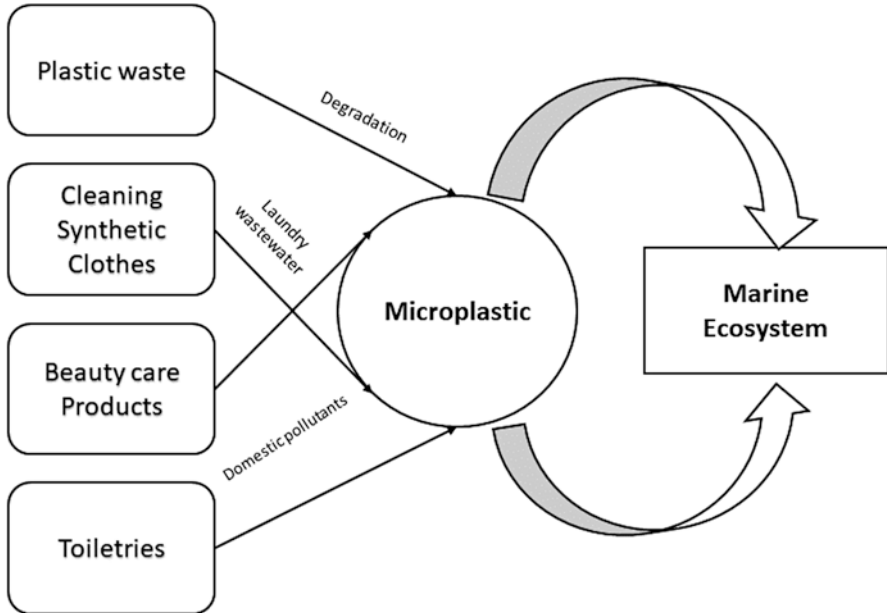 Plastic waste
Degradation
Cleaning
Synthetic
Clothes
Laundry
wastewater
Microplastic
Marine
Ecosystem
Beauty care
Products
Domestic pollutants
Toiletries